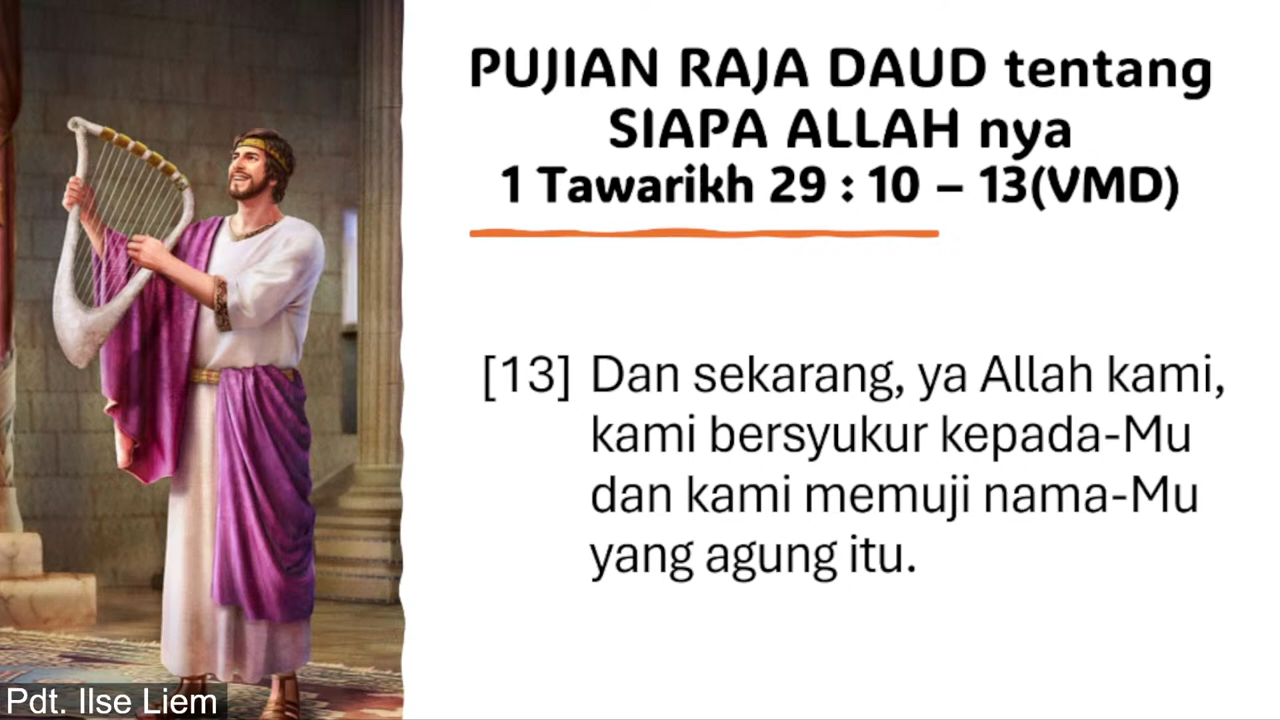 PUJIAN RAJA DAUD tentang
SIAPA ALLAH nya
1 Tawarikh 29 : 10 – 13(VMD)
[13] Dan sekarang, ya Allah kami,
kami bersyukur kepada-Mu
dan kami memuji nama-Mu
yang agung itu.
Pdt. Ilse Liem